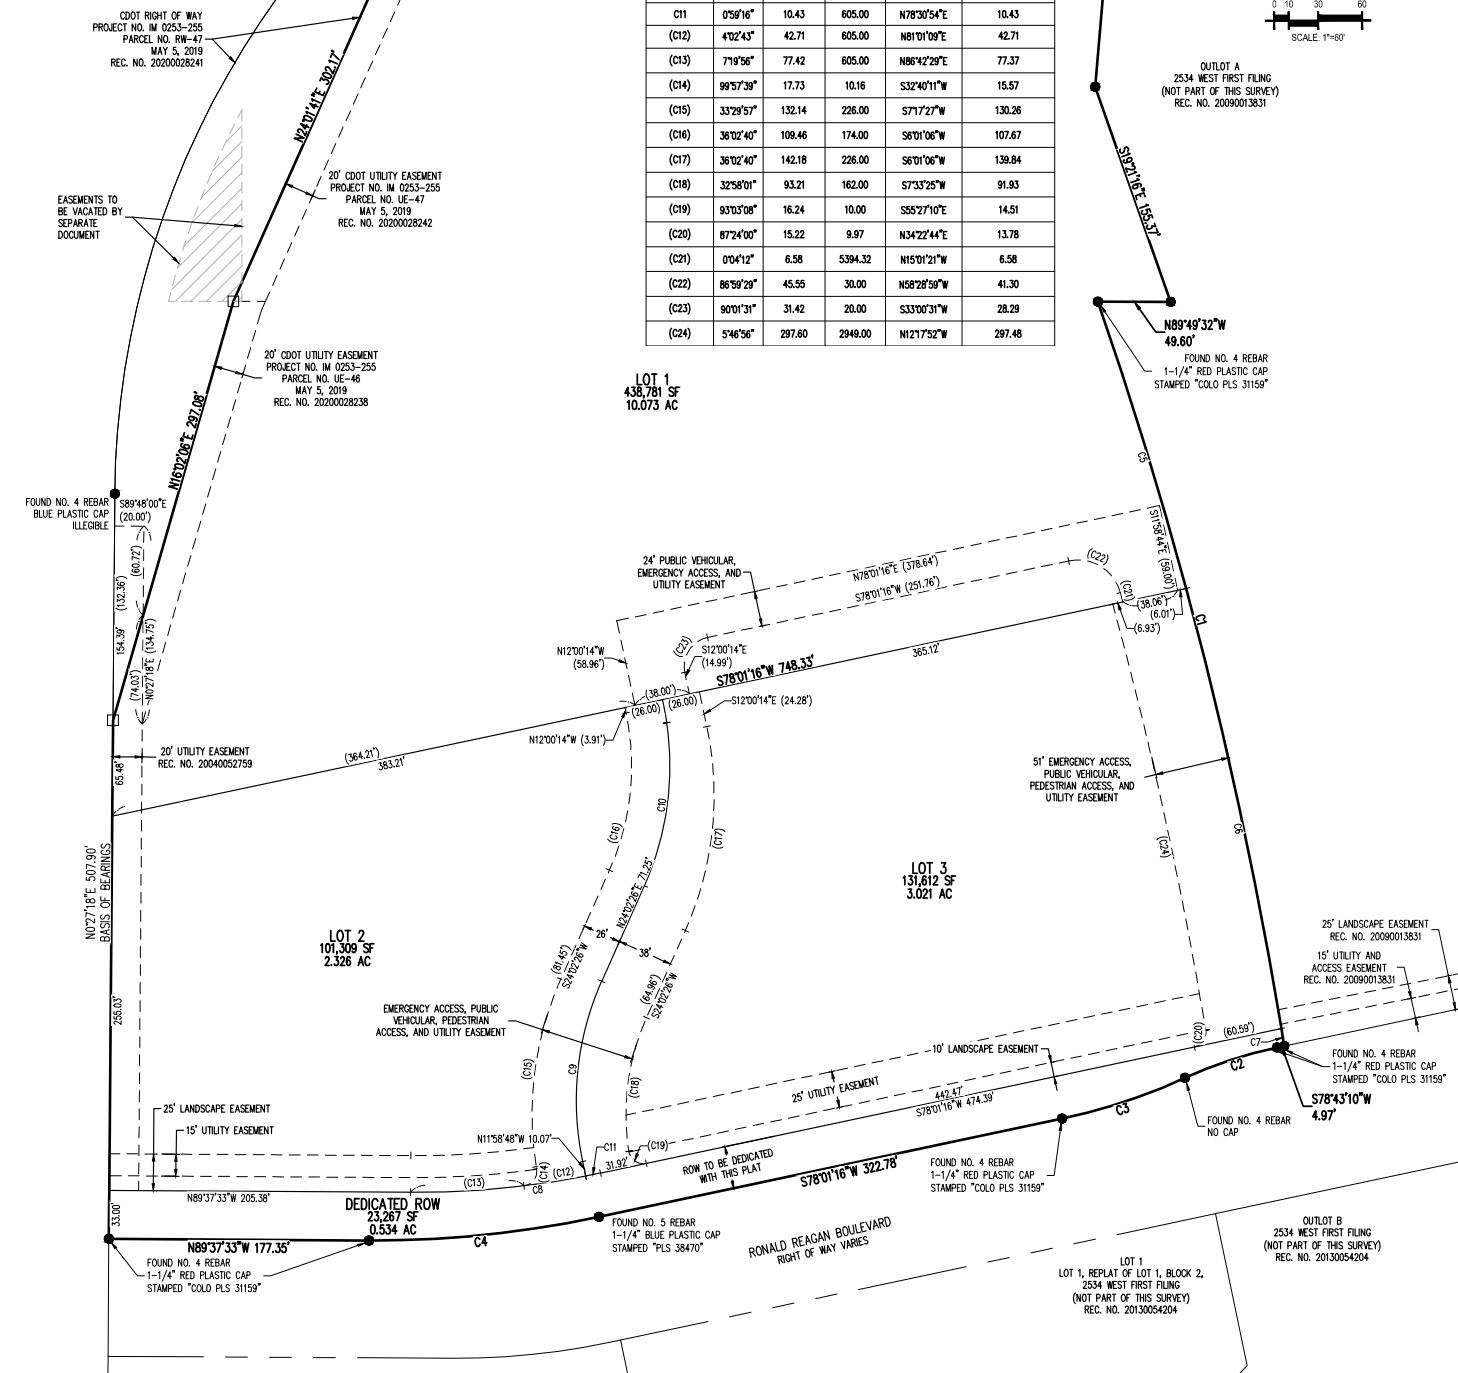 CDOT RIGHT OF WAY
PROJECT NO. IM 0253-255
PARCEL NO. RW-47
MAY 5, 2019
REC. NO. 20200028241
N24°01'41"E 302.17'
EASEMENTS TO
BE VACATED BY
SEPARATE
DOCUMENT
20' CDOT UTILITY EASEMENT
PROJECT NO. IM 0253-255
PARCEL NO. UE-47
MAY 5, 2019
REC. NO. 20200028242
20' CDOT UTILITY EASEMENT
PROJECT NO. IM 0253-255
PARCEL NO. UE-46
MAY 5, 2019
REC. NO. 20200028238
N16°02'06"E 297.08'
C11 0°59'16" 10.43 605.00 N78°30'54"E 10.43
(C12) 4°02'43" 42.71 605.00 N81°01'09"E 42.71
(C13) 7°19'56" 77.42 605.00 N86°42'29"E 77.37
(C14) 99°57'39" 17.73 10.16 S32°40'11"W 15.57
(C15) 33°29'57" 132.14 226.00 S7°17'27"W 130.26
(C16) 36°02'40" 109.46 174.00 S6°01'06"W 107.67
(C17) 36°02'40" 142.18 226.00 S6°01'06"W 139.84
(C18) 32°58'01" 93.21 162.00 S7°33'25"W 91.93
(C19) 93°03'08" 16.24 10.00 S55°27'10"E 14.51
(C20) 87°24'00" 15.22 9.97 N34°22'44"E 13.78
(C21) 0°04'12" 6.58 5394.32 N15°01'21"W 6.58
(C22) 86°59'29" 45.55 30.00 N58°28'59"W 41.30
(C23) 90°01'31" 31.42 20.00 S33°00'31"W 28.29
(C24) 5°46'56" 297.60 2949.00 N12°17'52"W 297.48
0 10 30 60
SCALE: 1"=60'
OUTLOT A
2534 WEST FIRST FILING
(NOT PART OF THIS SURVEY)
REC. NO. 20090013831
S19°21'16"E 155.37'
N89°49'32"W
49.60'
FOUND NO. 4 REBAR
1-1/4" RED PLASTIC CAP
STAMPED "COLO PLS 31159"
LOT 1
438,781 SF
10.073 AC
C5
FOUND NO. 4 REBAR
BLUE PLASTIC CAP
ILLEGIBLE
S89°48'00"E
(20.00')
(60.72')
(132.36')
154.39'
(74.03')
N0°27'18"E (134.75')
20' UTILITY EASEMENT
REC. NO. 20040052759
65.48'
24' PUBLIC VEHICULAR,
EMERGENCY ACCESS, AND
UTILITY EASEMENT
N78°01'16"E (378.64')
S78°01'16"W (251.76')
(C22)
S11°58'44"E (59.00')
(C21)
(38.06')
(6.01')
(6.93')
C1
N12°00'14"W
(58.96')
(C23)
S12°00'14"E
(14.99')
S78°01'16"W 748.33'
365.12'
(38.00')
(26.00)
(26.00)
S12°00'14"E (24.28')
N12°00'14"W (3.91')
(364.21')
383.21'
51' EMERGENCY ACCESS,
PUBLIC VEHICULAR,
PEDESTRIAN ACCESS, AND
UTILITY EASEMENT
C10
(C16)
(C17)
C6
(C24)
N0°27'18"E 507.90'
BASIS OF BEARINGS
N24°02'26"E 71.25'
LOT 3
131,612 SF
3.021 AC
LOT 2
101,309 SF
2.326 AC
26'
38'
(81.45')
S24°02'26"W
(64.96')
S24°02'26"W
25' LANDSCAPE EASEMENT
REC. NO. 20090013831
15' UTILITY AND
ACCESS EASEMENT
REC. NO. 20090013831
255.03'
EMERGENCY ACCESS, PUBLIC
VEHICULAR, PEDESTRIAN
ACCESS, AND UTILITY EASEMENT
(C20)
(60.59')
C7
10' LANDSCAPE EASEMENT
FOUND NO. 4 REBAR
1-1/4" RED PLASTIC CAP
STAMPED "COLO PLS 31159"
(C15)
C9
(C18)
25' UTILITY EASEMENT
442.47'
S78°01'16"W 474.39'
C2
C3
S78°43'10"W
4.97'
25' LANDSCAPE EASEMENT
15' UTILITY EASEMENT
FOUND NO. 4 REBAR
NO CAP
N11°58'48"W 10.07'
C11
(C19)
31.92'
ROW TO BE DEDICATED
WITH THIS PLAT
(C14)
(C12)
(C13)
C8
FOUND NO. 4 REBAR
1-1/4" RED PLASTIC CAP
STAMPED "COLO PLS 31159"
S78°01'16"W 322.78'
N89°37'33"W 205.38'
33.00'
DEDICATED ROW
23,267 SF
0.534 AC
FOUND NO. 5 REBAR
1-1/4" BLUE PLASTIC CAP
STAMPED "PLS 38470"
C4
N89°37'33"W 177.35'
FOUND NO. 4 REBAR
1-1/4" RED PLASTIC CAP
STAMPED "COLO PLS 31159"
RONALD REAGAN BOULEVARD
RIGHT OF WAY VARIES
OUTLOT B
2534 WEST FIRST FILING
(NOT PART OF THIS SURVEY)
REC. NO. 20130054204
LOT 1
LOT 1, REPLAT OF LOT 1, BLOCK 2,
2534 WEST FIRST FILING
(NOT PART OF THIS SURVEY)
REC. NO. 20130054204